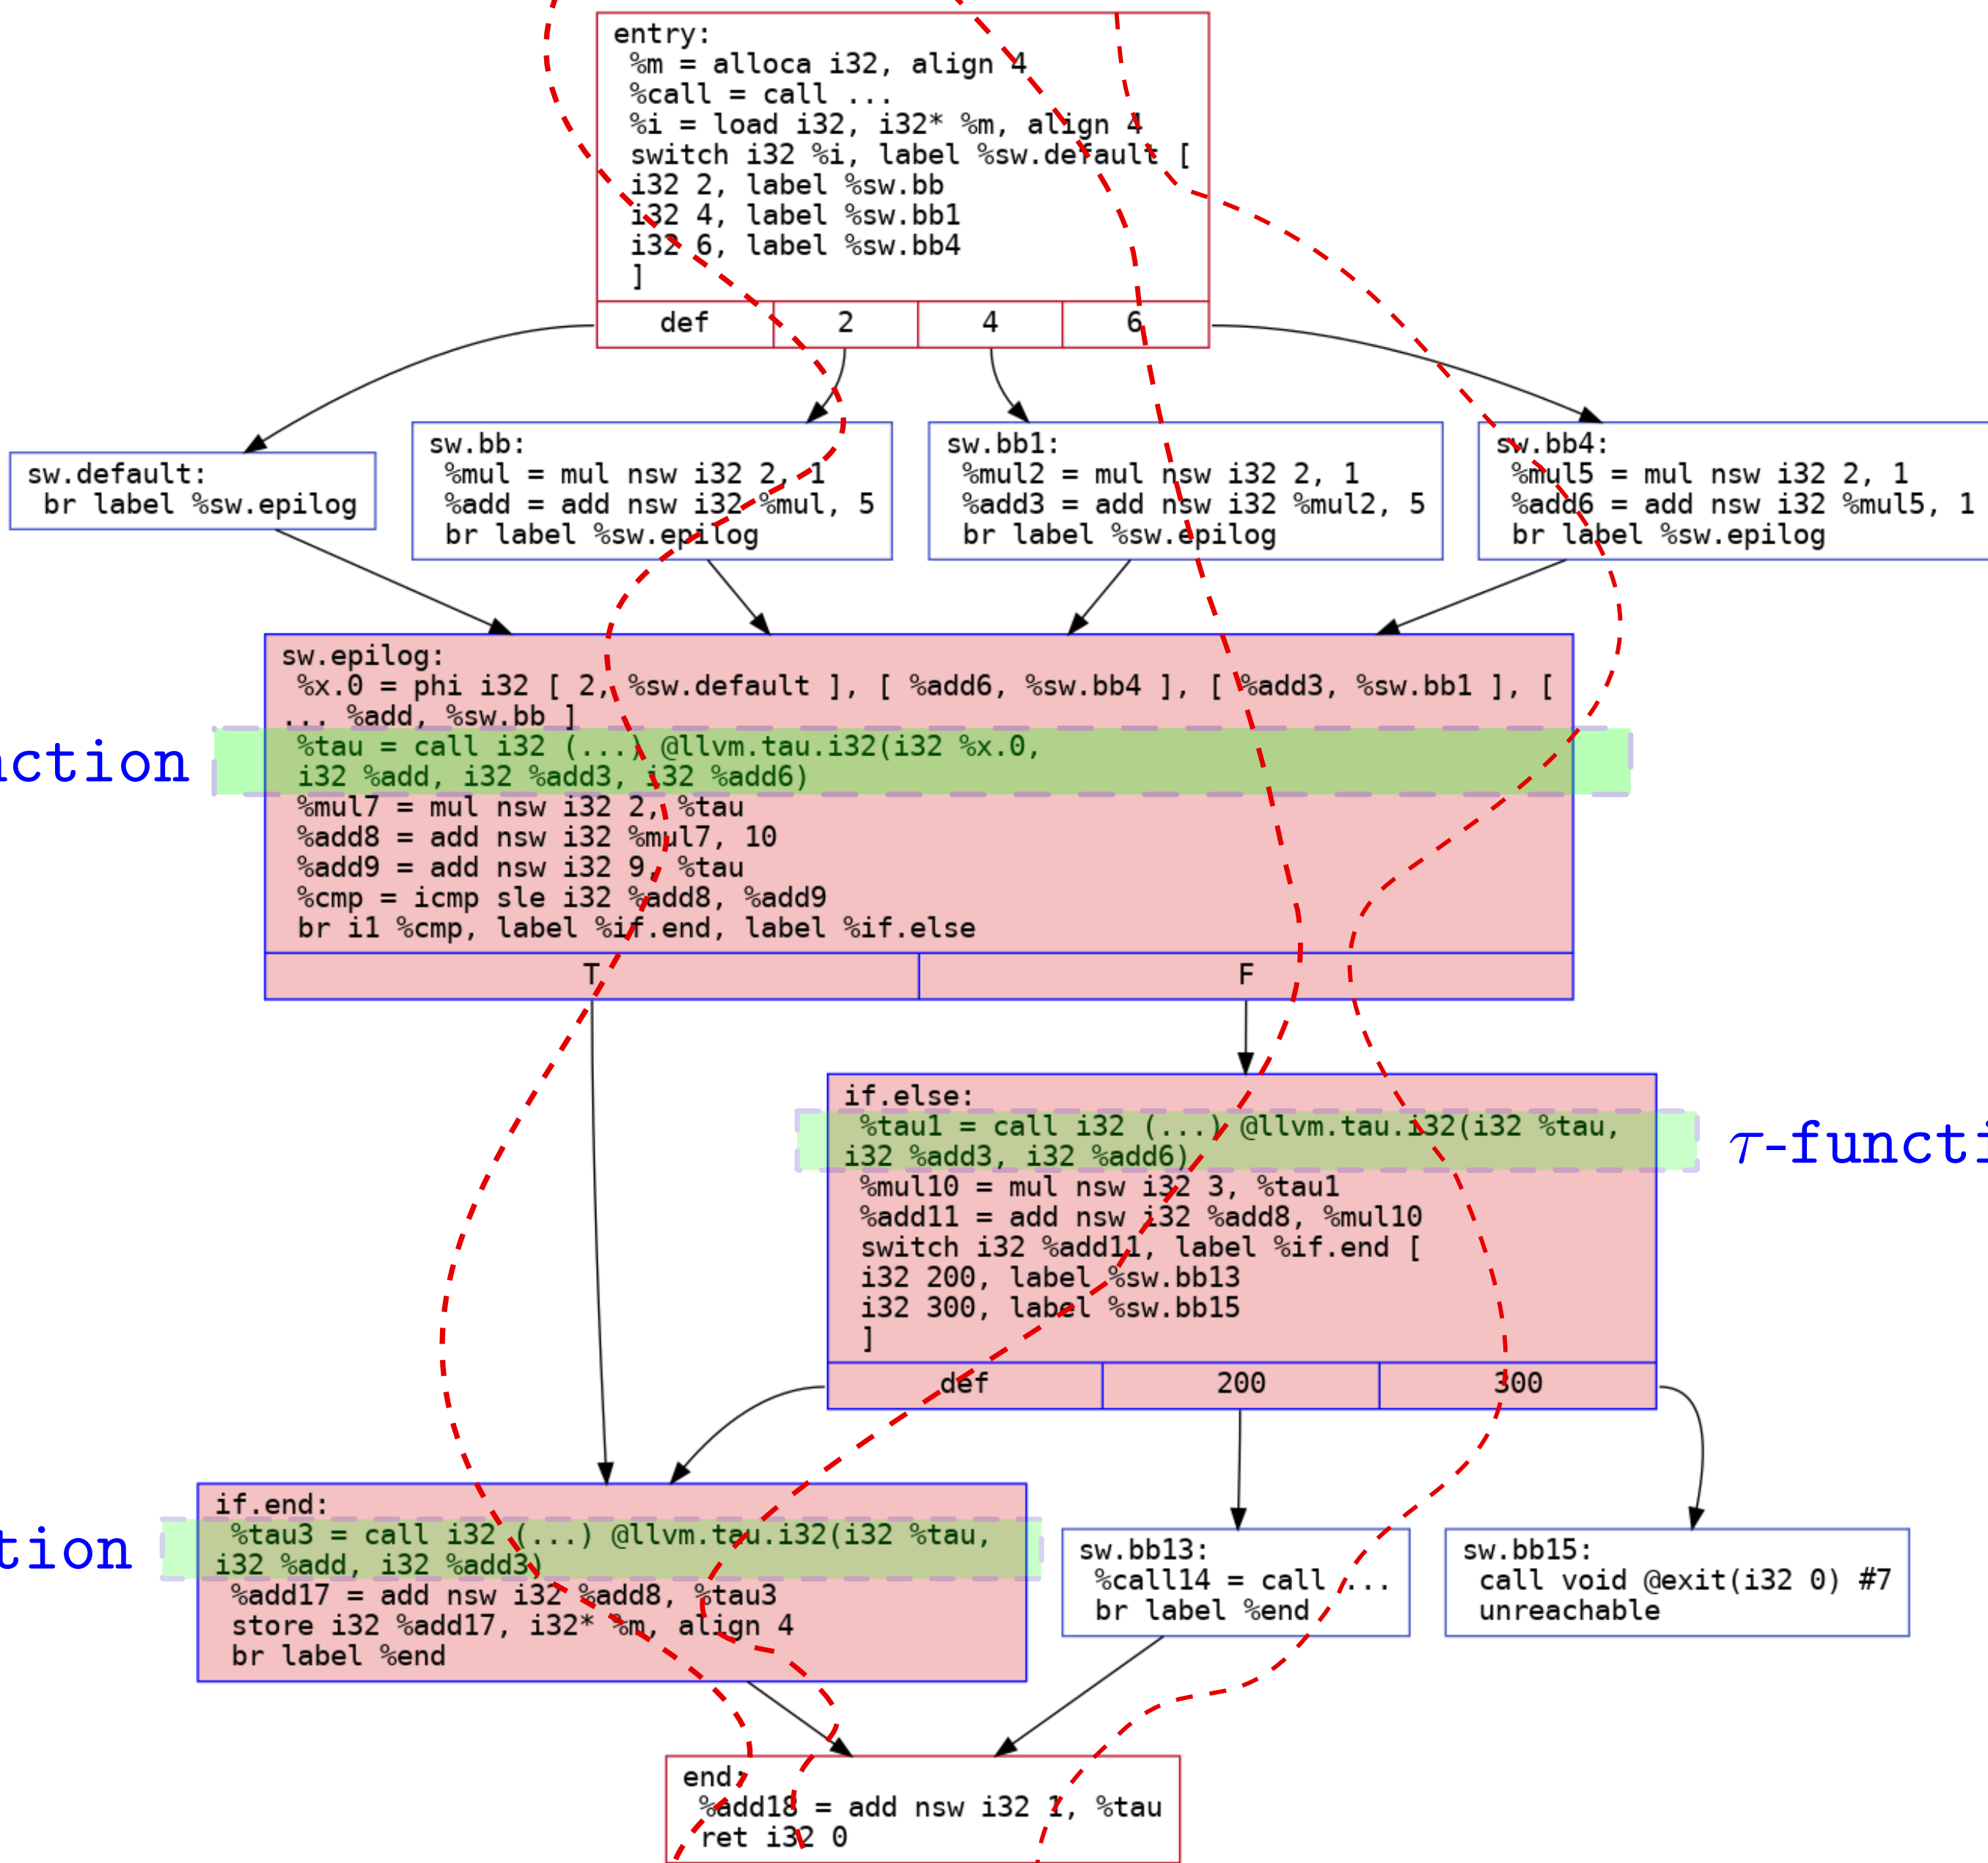 entry:
%m = alloca i32, align 4
%call = call ...
%i = load i32, i32* %m, align 4
switch i32 %i, label %sw.default [
i32 2, label %sw.bb
i32 4, label %sw.bb1
i32 6, label %sw.bb4
]
def 2 4 6
sw.default:
br label %sw.epilog
sw.bb:
%mul = mul nsw i32 2, 1
%add = add nsw i32 %mul, 5
br label %sw.epilog
sw.bb1:
%mul2 = mul nsw i32 2, 1
%add3 = add nsw i32 %mul2, 5
br label %sw.epilog
sw.bb4:
%mul5 = mul nsw i32 2, 1
%add6 = add nsw i32 %mul5, 1
br label %sw.epilog
sw.epilog:
%x.0 = phi i32 [ 2, %sw.default ], [ %add6, %sw.bb4 ], [ %add3, %sw.bb1 ], [
... %add, %sw.bb ]
nction
%tau = call i32 (...) @llvm.tau.i32(i32 %x.0,
i32 %add, i32 %add3, i32 %add6)
%mul7 = mul nsw i32 2, %tau
%add8 = add nsw i32 %mul7, 10
%add9 = add nsw i32 9, %tau
%cmp = icmp sle i32 %add8, %add9
br i1 %cmp, label %if.end, label %if.else
T F
if.else:
%tau1 = call i32 (...) @llvm.tau.i32(i32 %tau,
i32 %add3, i32 %add6)
τ-functi
%mul10 = mul nsw i32 3, %tau1
%add11 = add nsw i32 %add8, %mul10
switch i32 %add11, label %if.end [
i32 200, label %sw.bb13
i32 300, label %sw.bb15
]
def 200 300
if.end:
tion
%tau3 = call i32 (...) @llvm.tau.i32(i32 %tau,
i32 %add, i32 %add3)
%add17 = add nsw i32 %add8, %tau3
store i32 %add17, i32* %m, align 4
br label %end
sw.bb13:
%call14 = call ...
br label %end
sw.bb15:
call void @exit(i32 0) #7
unreachable
end:
%add18 = add nsw i32 1, %tau
ret i32 0